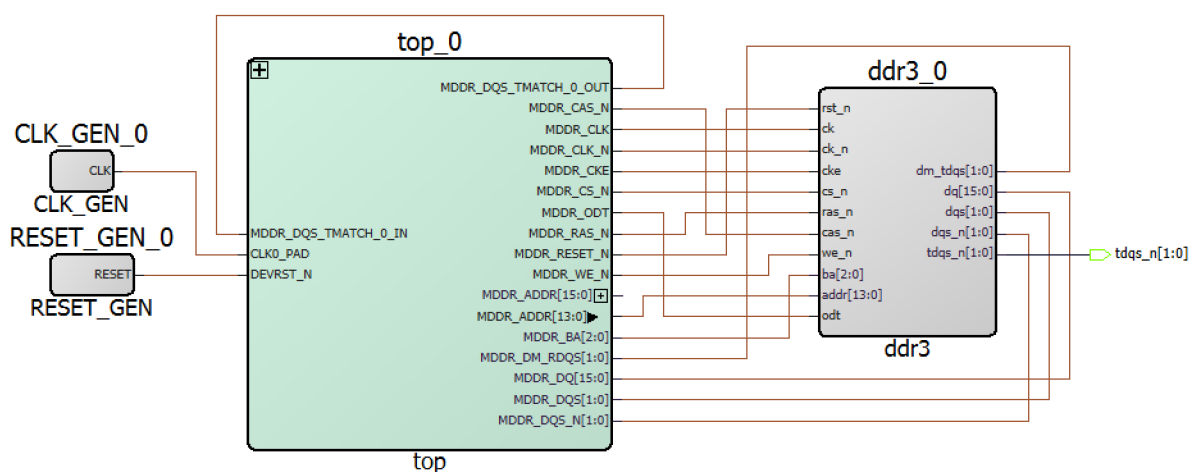 top_0
MDDR_DQS_TMATCH_0_OUT
MDDR_CAS_N
MDDR_CLK
MDDR_CLK_N
MDDR_CKE
MDDR_CS_N
MDDR_ODT
MDDR_RAS_N
MDDR_RESET_N
MDDR_WE_N
MDDR_ADDR[15:0]
MDDR_ADDR[13:0]
MDDR_BA[2:0]
MDDR_DM_RDQS[1:0]
MDDR_DQ[15:0]
MDDR_DQS[1:0]
MDDR_DQS_N[1:0]
MDDR_DQS_TMATCH_0_IN
CLK0_PAD
DEVRST_N
top
CLK_GEN_0
CLK
CLK_GEN
RESET_GEN_0
RESET
RESET_GEN
ddr3_0
rst_n
ck
ck_n
cke
cs_n
ras_n
cas_n
we_n
ba[2:0]
addr[13:0]
odt
dm_tdqs[1:0]
dq[15:0]
dqs[1:0]
dqs_n[1:0]
tdqs_n[1:0]
ddr3
tdqs_n[1:0]